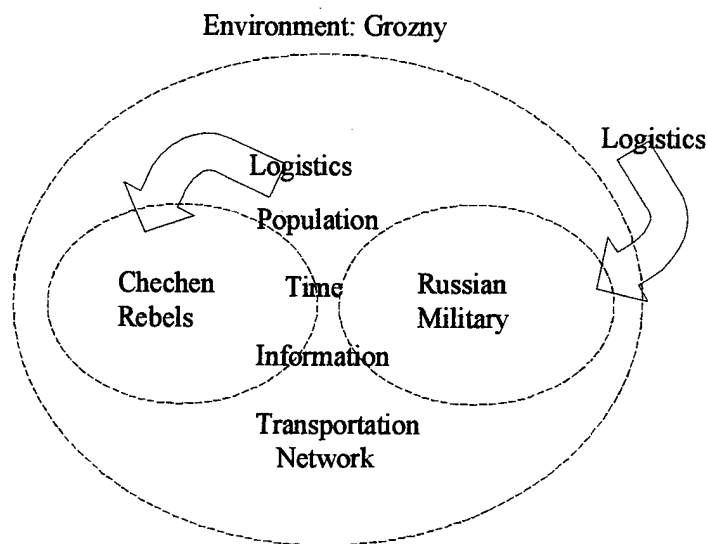 Environment: Grozny
Logistics
Logistics
Population
Chechen
Rebels
Time
Russian
Military
Information
Transportation
Network